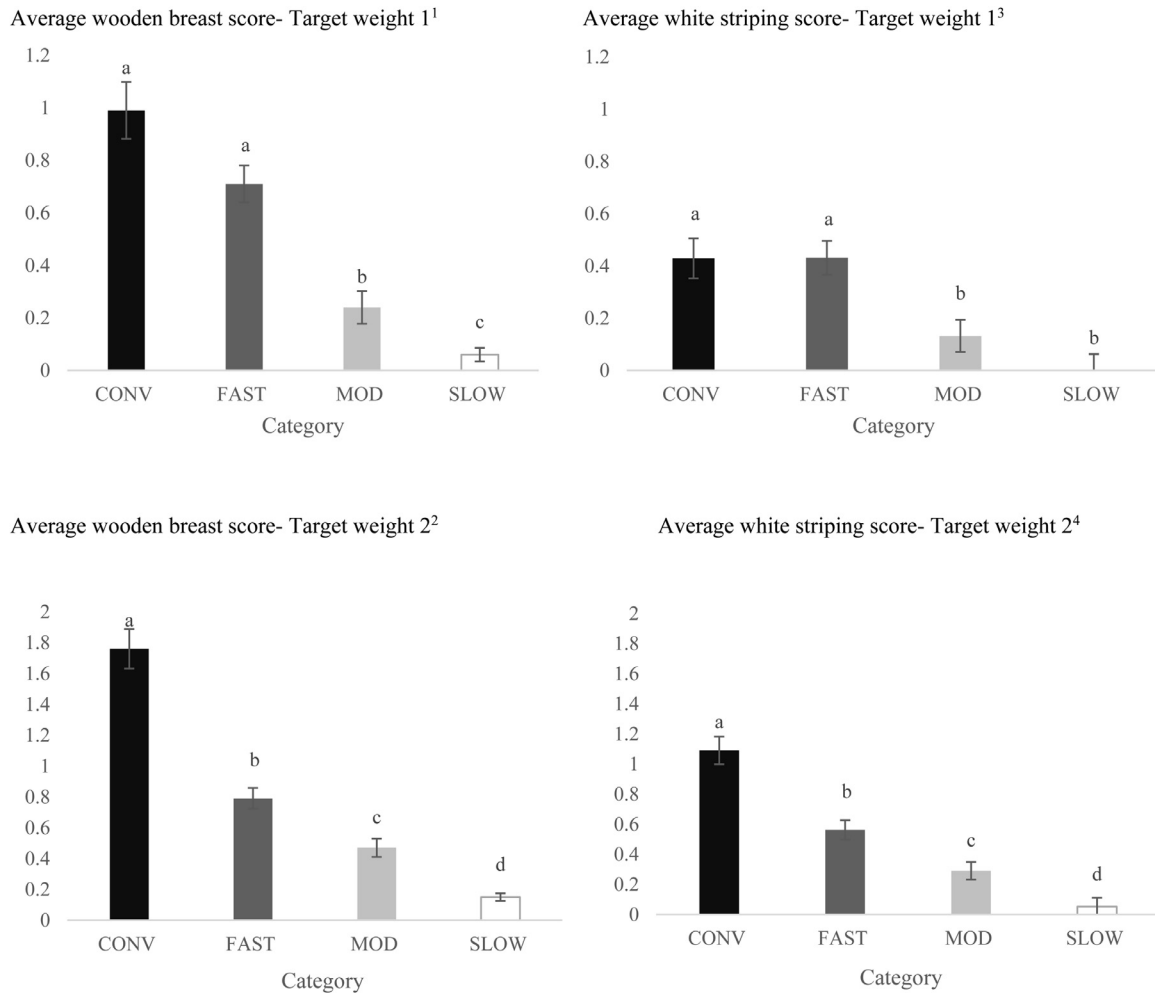 Average wooden breast score- Target weight 1¹
1.2
1
0.8
0.6
0.4
0.2
0
a
a
b
c
CONV FAST MOD SLOW
Category
Average white striping score- Target weight 1³
1.2
1
0.8
0.6
0.4
0.2
0
a
a
b
b
CONV FAST MOD SLOW
Category
Average wooden breast score- Target weight 2²
2
1.8
1.6
1.4
1.2
1
0.8
0.6
0.4
0.2
0
a
b
c
d
CONV FAST MOD SLOW
Category
Average white striping score- Target weight 2⁴
2
1.8
1.6
1.4
1.2
1
0.8
0.6
0.4
0.2
0
a
b
c
d
CONV FAST MOD SLOW
Category